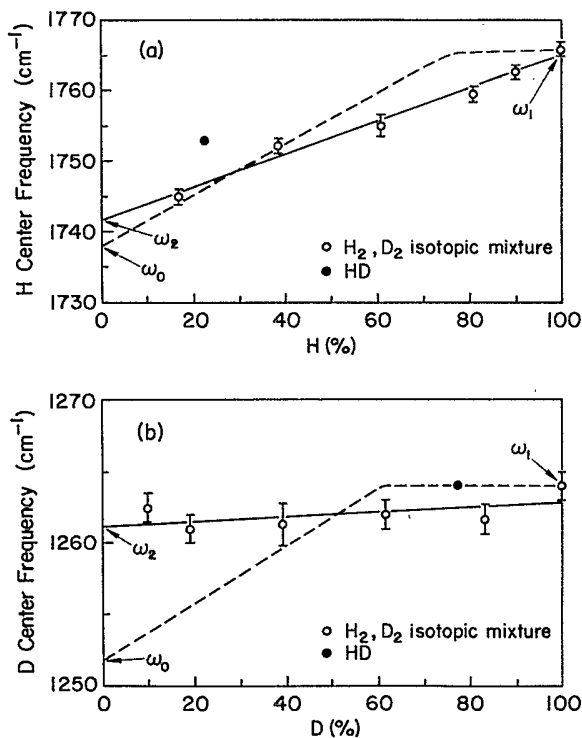 1770
(a)
1760
ω₁
1750
1740
ω₂
H₂, D₂ isotopic mixture
ω₀
HD
1730
0 20 40 60 80 100
H (%)
H Center Frequency (cm⁻¹)
1270
(b)
ω₁
1260
ω₂
H₂, D₂ isotopic mixture
ω₀
HD
1250
0 20 40 60 80 100
D (%)
D Center Frequency (cm⁻¹)